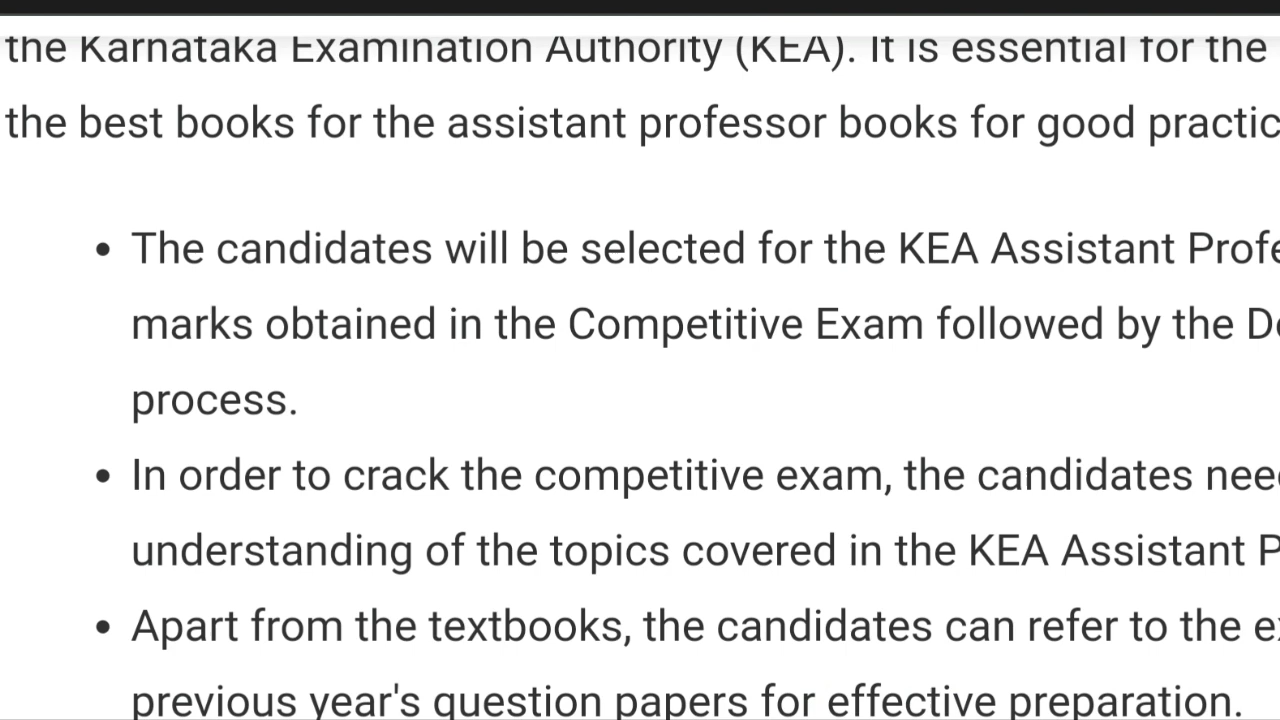 the Karnataka Examination Authority (KEA). It is essential for the
the best books for the assistant professor books for good
• The candidates will be selected for the KEA Assistant
marks obtained in the Competitive Exam followed by the
process.
• In order to crack the competitive exam, the candidates
understanding of the topics covered in the KEA Assistant
• Apart from the textbooks, the candidates can refer to the
previous year's question papers for effective preparation.